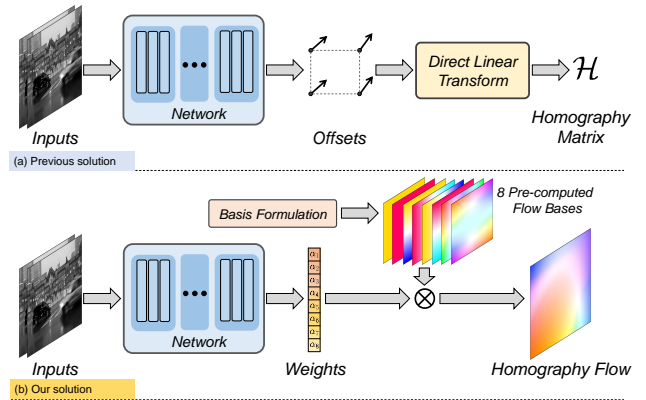 Direct Linear
Transform
ℋ
Network
Inputs
Offsets
Homography
Matrix
(a) Previous solution
8 Pre-computed
Flow Bases
Basis Formulation
α₁
α₂
α₃
α₄
α₅
α₆
α₇
α₈
Network
Inputs
Weights
Homography Flow
(b) Our solution